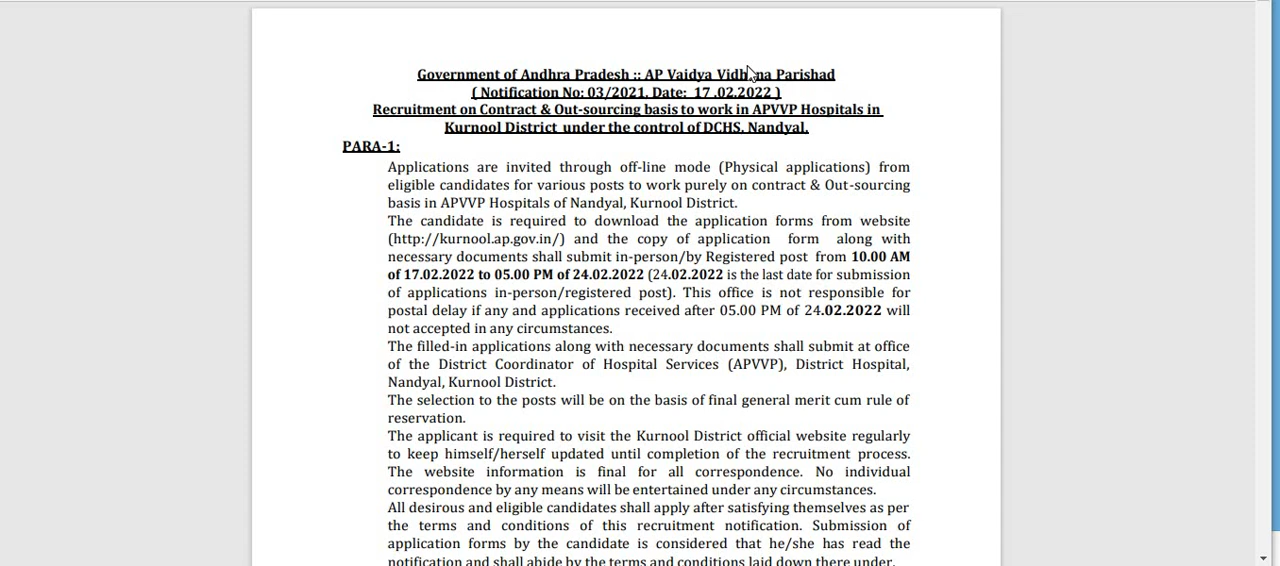 Government of Andhra Pradesh :: AP Vaidya Vidhana Parishad
( Notification No: 03/2021, Date: 17 .02.2022 )
Recruitment on Contract & Out-sourcing basis to work in APVVP Hospitals in
Kurnool District under the control of DCHS, Nandyal.
PARA-1:
Applications are invited through off-line mode (Physical applications) from
eligible candidates for various posts to work purely on contract & Out-sourcing
basis in APVVP Hospitals of Nandyal, Kurnool District.
The candidate is required to download the application forms from website
(http://kurnool.ap.gov.in/) and the copy of application form along with
necessary documents shall submit in-person/by Registered post from 10.00 AM
of 17.02.2022 to 05.00 PM of 24.02.2022 (24.02.2022 is the last date for submission
of applications in-person/registered post). This office is not responsible for
postal delay if any and applications received after 05.00 PM of 24.02.2022 will
not accepted in any circumstances.
The filled-in applications along with necessary documents shall submit at office
of the District Coordinator of Hospital Services (APVVP), District Hospital,
Nandyal, Kurnool District.
The selection to the posts will be on the basis of final general merit cum rule of
reservation.
The applicant is required to visit the Kurnool District official website regularly
to keep himself/herself updated until completion of the recruitment process.
The website information is final for all correspondence. No individual
correspondence by any means will be entertained under any circumstances.
All desirous and eligible candidates shall apply after satisfying themselves as per
the terms and conditions of this recruitment notification. Submission of
application forms by the candidate is considered that he/she has read the
notification and shall abide by the terms and conditions laid down there under.